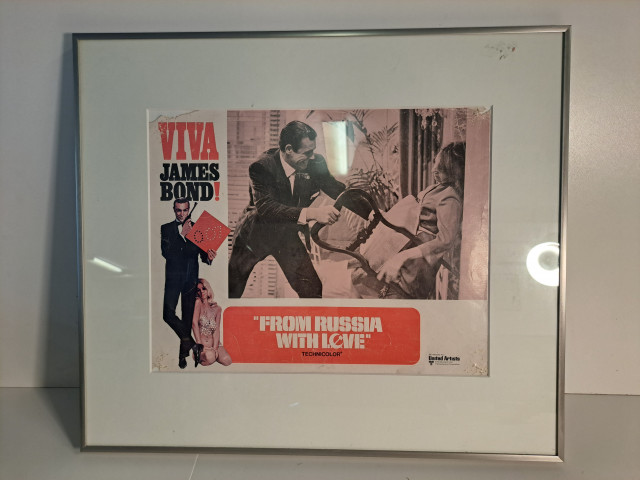 VIVA
JAMES
BOND!
"FROM RUSSIA
WITH LOVE"
TECHNICOLOR®
United Artists